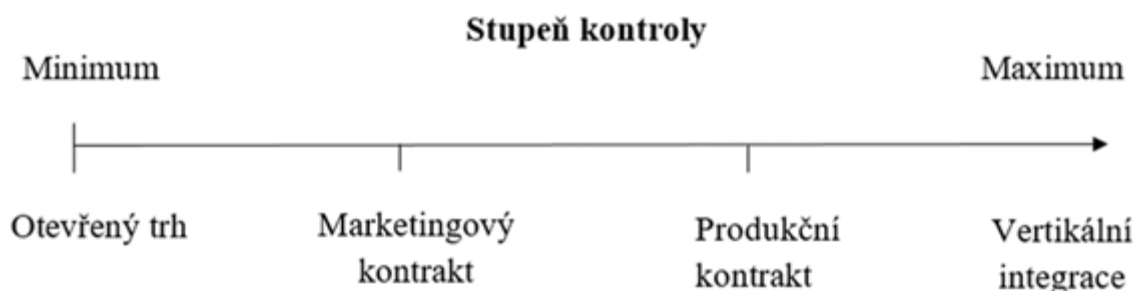 Stupeň kontroly
Minimum
Maximum
Otevřený trh
Marketingový
kontrakt
Produkční
kontrakt
Vertikální
integrace